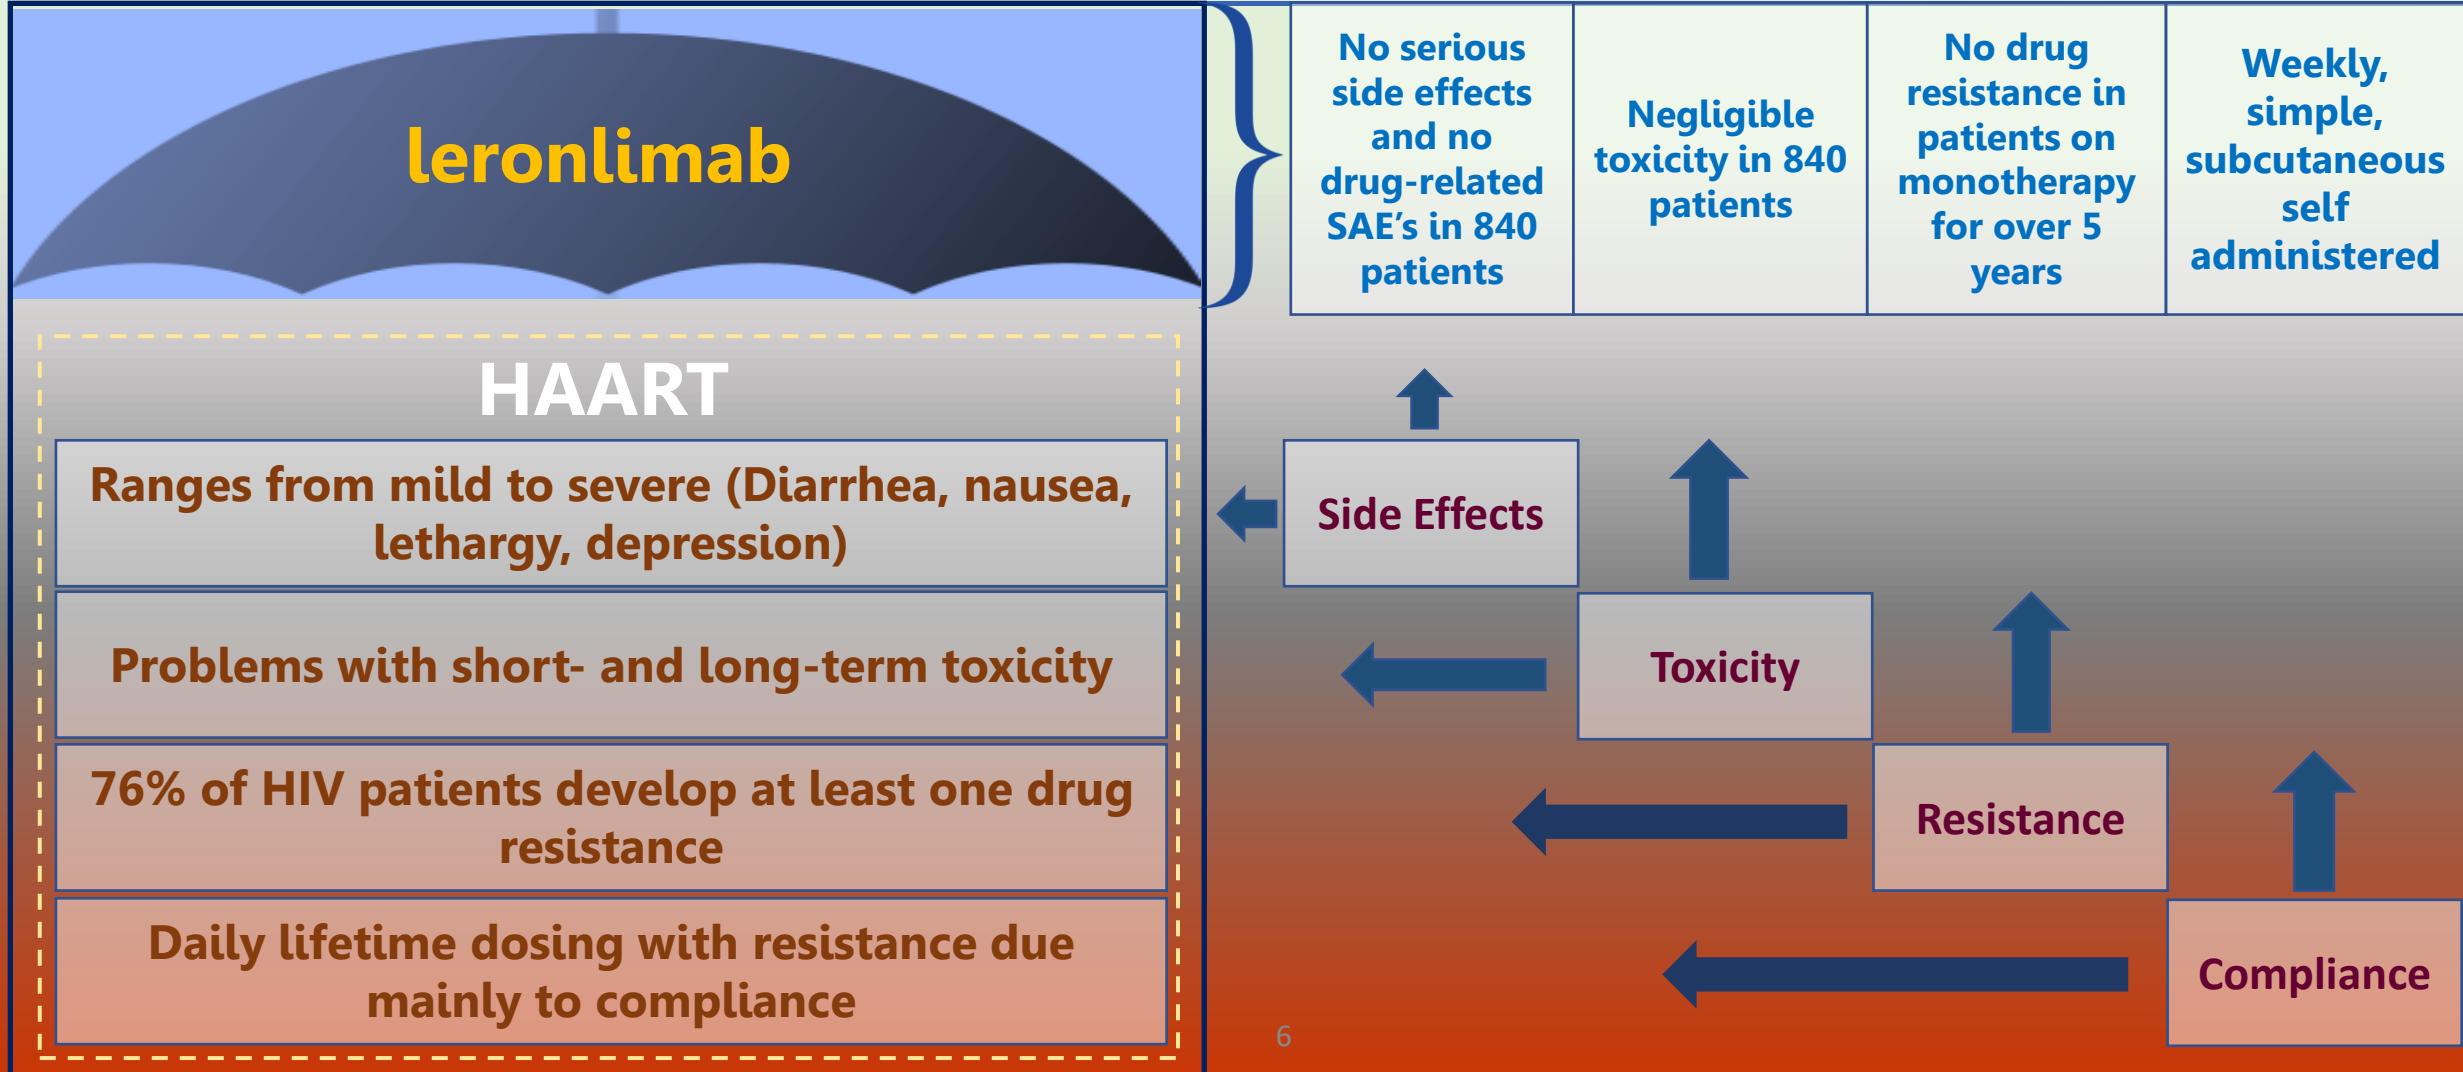 leronlimab
No serious
side effects
and no
drug-related
SAE’s in 840
patients
Negligible
toxicity in 840
patients
No drug
resistance in
patients on
monotherapy
for over 5
years
Weekly,
simple,
subcutaneous
self
administered
HAART
Ranges from mild to severe (Diarrhea, nausea,
lethargy, depression)
Side Effects
Problems with short- and long-term toxicity
Toxicity
76% of HIV patients develop at least one drug
resistance
Resistance
Daily lifetime dosing with resistance due
mainly to compliance
Compliance
6